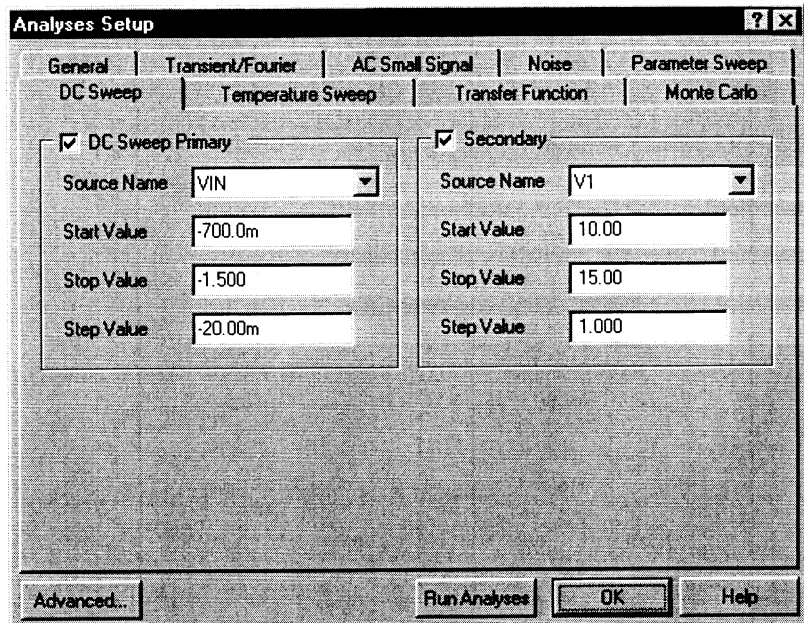 Analyses Setup
General Transient/Fourier AC Small Signal Noise Parameter Sweep
DC Sweep Temperature Sweep Transfer Function Monte Carlo
DC Sweep Primary
Source Name VIN
Start Value -700.0m
Stop Value -1.500
Step Value -20.00m
Secondary
Source Name V1
Start Value 10.00
Stop Value 15.00
Step Value 1.000
Advanced... Run Analyses OK Help